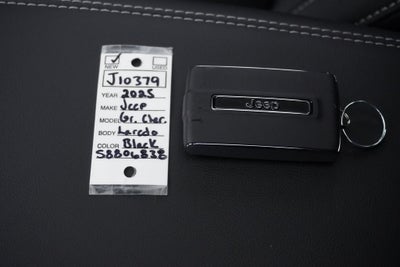 NEW USED
J10379
YEAR 2025
MAKE Jeep
MODEL Gr. Cher.
BODY Laredo
COLOR Black
S8806838
Jeep